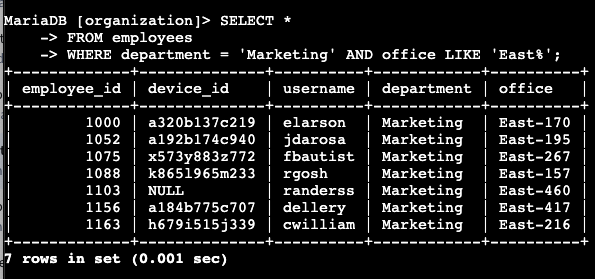 MariaDB [organization]> SELECT *
    -> FROM employees
    -> WHERE department = 'Marketing' AND office LIKE 'East%';
+-------------+--------------+----------+------------+----------+
| employee_id | device_id    | username | department | office   |
+-------------+--------------+----------+------------+----------+
|        1000 | a320b137c219 | elarson  | Marketing  | East-170 |
|        1052 | a192b174c940 | jdarosa  | Marketing  | East-195 |
|        1075 | x573y883z772 | fbautist | Marketing  | East-267 |
|        1088 | k865l965m233 | rgosh    | Marketing  | East-157 |
|        1103 | NULL         | randerss | Marketing  | East-460 |
|        1156 | a184b775c707 | dellery  | Marketing  | East-417 |
|        1163 | h679i515j339 | cwilliam | Marketing  | East-216 |
+-------------+--------------+----------+------------+----------+
7 rows in set (0.001 sec)